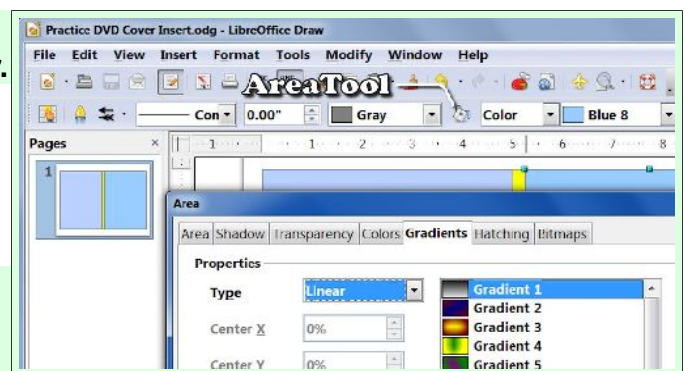 Practice DVD Cover Insert.odg - LibreOffice Draw
y.
File Edit View Insert Format Tools Modify Window Help
AreaTool
Con 0.00" Gray Color Blue 8
Pages × 1 1 2 3 4 5 6 7 8
1
Area
Area Shadow Transparency Colors Gradients Hatching Bitmaps
Properties
Type Linear Gradient 1
Gradient 2
Center X 0% Gradient 3
Gradient 4
Center Y 0% Gradient 5